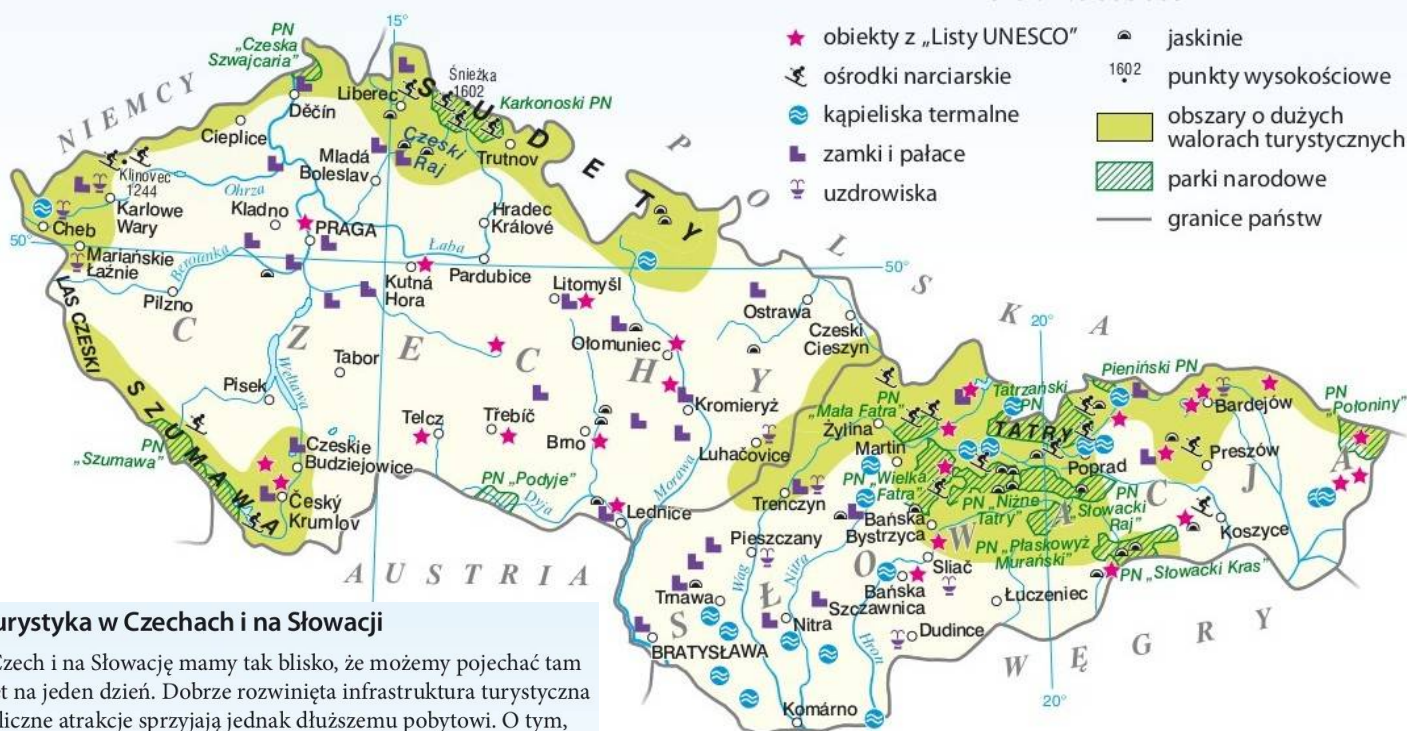 obiekty z „Listy UNESCO”
ośrodki narciarskie
kąpieliska termalne
zamki i pałace
uzdrowiska
jaskinie
1602
punkty wysokościowe
obszary o dużych
walorach turystycznych
parki narodowe
granice państw
15°
PN
„Czeska
Szwajcaria”
NIEMCY
Děčín
Cieplice
Liberec
Śnieżka
1602
SUDETY
Karkonoski PN
Czeski
Raj
Trutnov
POLSKA
Mladá
Boleslav
Klinovec
1244
Ohrza
Karlowe
Wary
Kladno
PRAGA
Hradec
Králové
Cheb
50°
Mariańskie
Łaźnie
Berounka
Łaba
Kutná
Hora
Pardubice
50°
Pilzno
LAS CZESKI
CZECHY
Litomyśl
Ostrawa
Czeski
Cieszyn
Ołomuniec
Wełtawa
Tabor
Pisek
SZUMAWA
PN
„Szumawa”
Telcz
Třebíč
Brno
Kromieryż
Luhačovice
Czeskie
Budziejowice
Český
Krumlov
PN „Podyje”
Dyja
Lednice
Morawa
AUSTRIA
20°
Tatrzański
PN
Pieniński PN
Bardejów
PN
„Połoniny”
PN
„Mała Fatra”
Żylina
Martin
TATRY
Poprad
Preszów
Trenczyn
PN „Wielka
Fatra”
PN „Niżne
Tatry”
PN
„Słowacki
Raj”
Bańska
Bystrzyca
PN „Płaskowyż
Murański”
Koszyce
SŁOWACJA
Pieszczany
Wag
Nitra
Sliač
PN „Słowacki Kras”
Bańska
Szczawnica
Łuczeniec
Trnawa
Nitra
Hron
Dudince
BRATYSŁAWA
WĘGRY
Komárno
20°
urystyka w Czechach i na Słowacji
Czech i na Słowację mamy tak blisko, że możemy pojechać tam
et na jeden dzień. Dobrze rozwinięta infrastruktura turystyczna
liczne atrakcje sprzyjają jednak dłuższemu pobytowi. O tym,